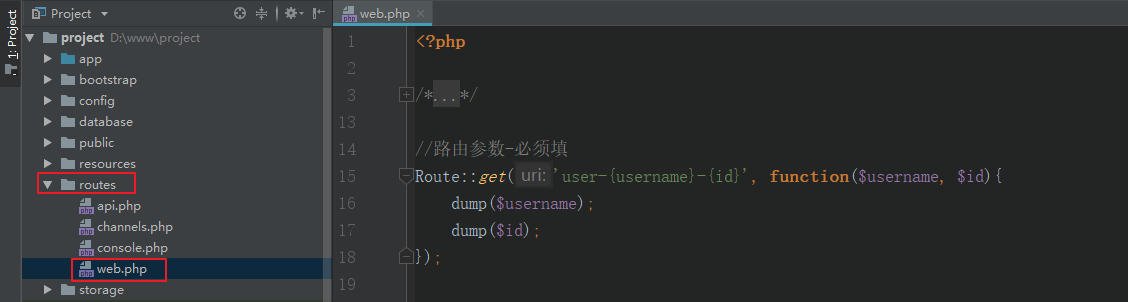 1: Project
Project
project D:\www\project
app
bootstrap
config
database
public
resources
routes
api.php
channels.php
console.php
web.php
storage
web.php
1 <?php
2
3 /*...*/
13
14 //路由参数-必须填
15 Route::get( uri: 'user-{username}-{id}', function($username, $id){
16 dump($username);
17 dump($id);
18 });
19